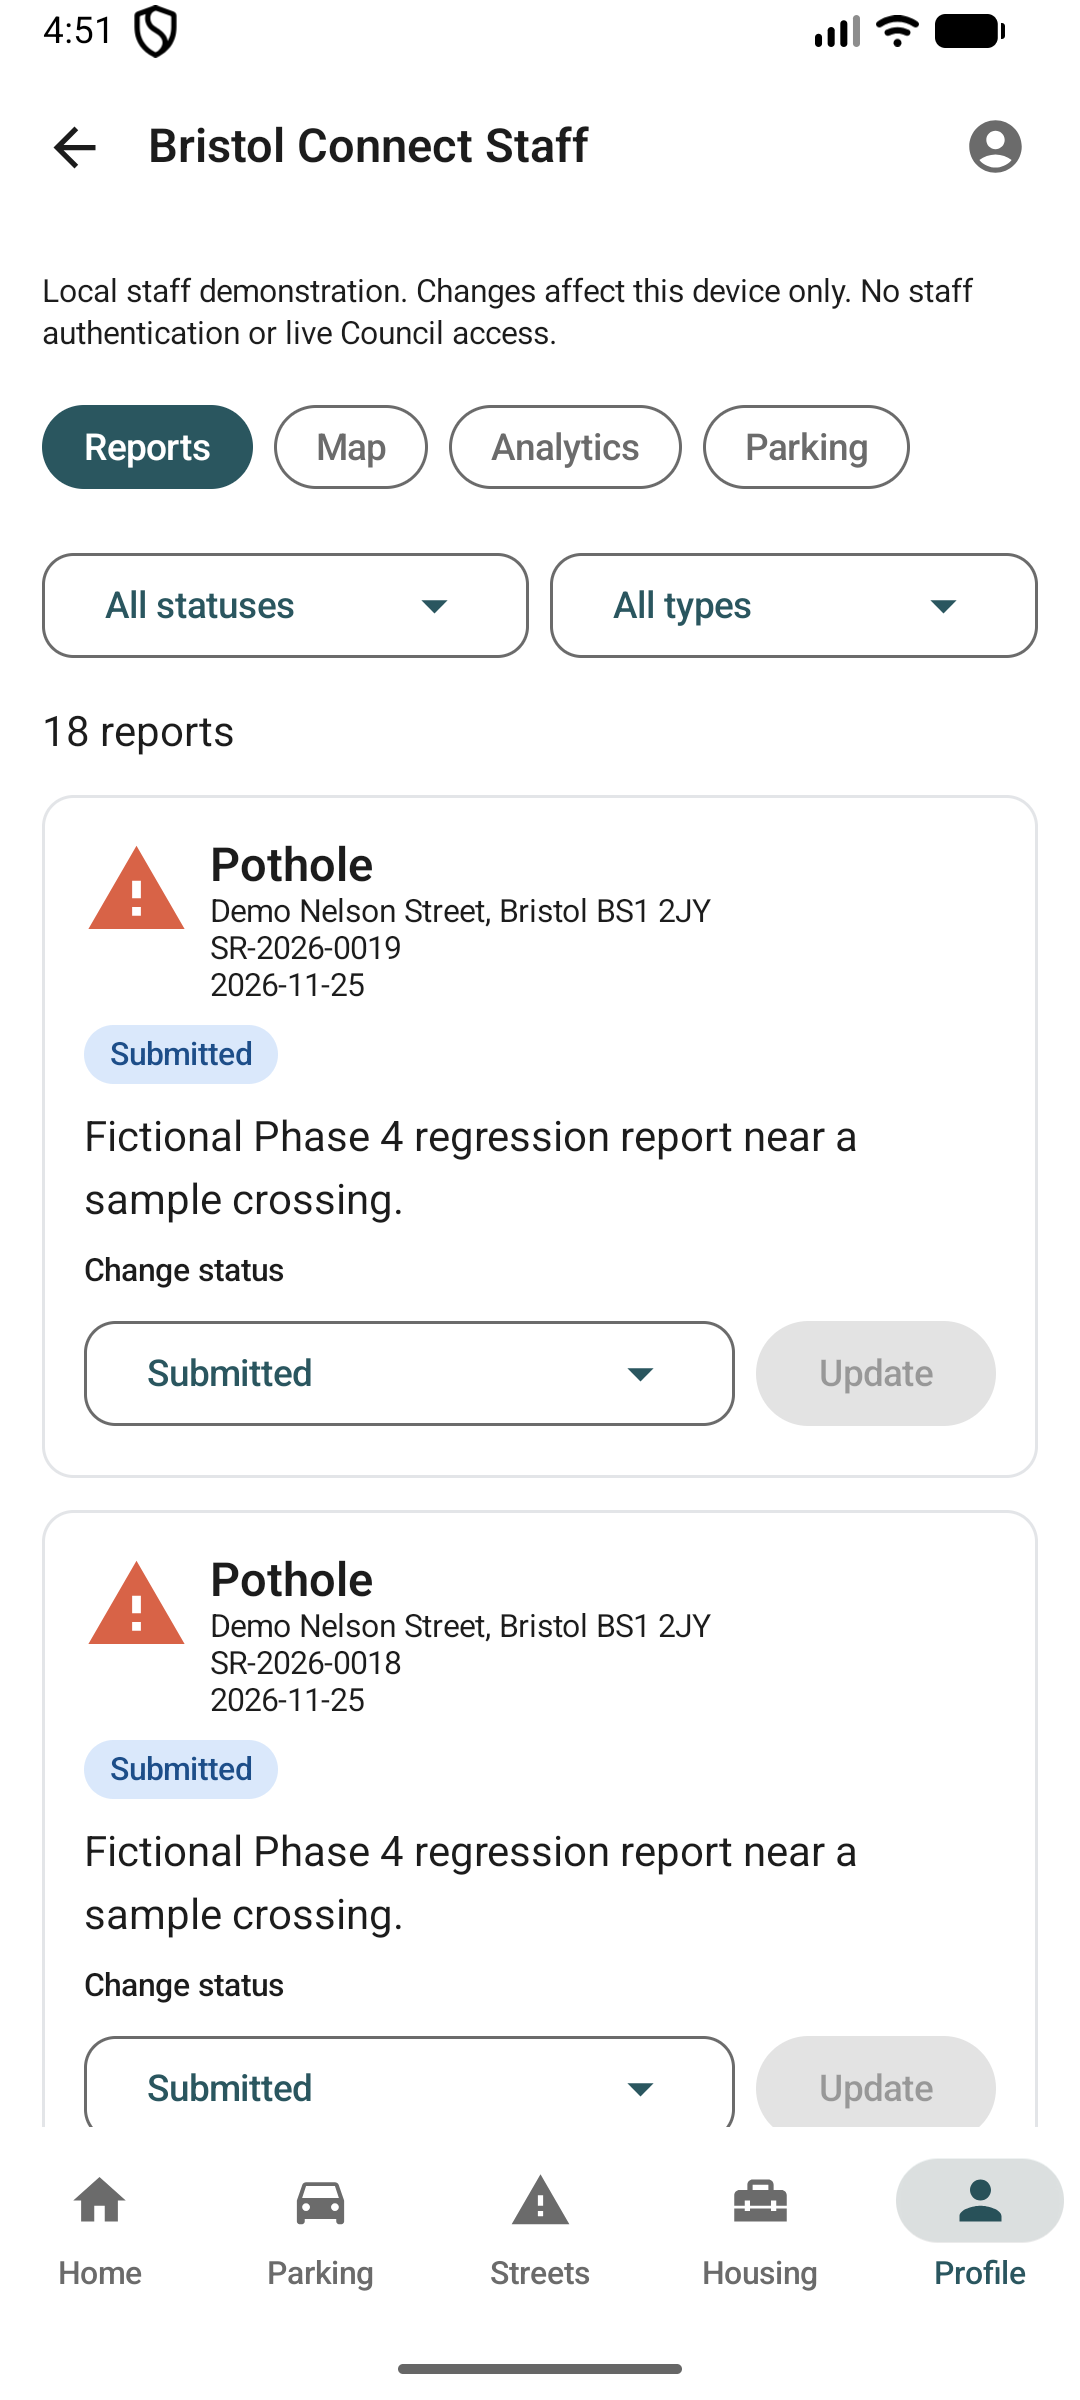 4:51
Bristol Connect Staff
Local staff demonstration. Changes affect this device only. No staff
authentication or live Council access.
Reports Map Analytics Parking
All statuses All types
18 reports
Pothole
Demo Nelson Street, Bristol BS1 2JY
SR-2026-0019
2026-11-25
Submitted
Fictional Phase 4 regression report near a
sample crossing.
Change status
Submitted Update
Pothole
Demo Nelson Street, Bristol BS1 2JY
SR-2026-0018
2026-11-25
Submitted
Fictional Phase 4 regression report near a
sample crossing.
Change status
Submitted Update
Home Parking Streets Housing Profile